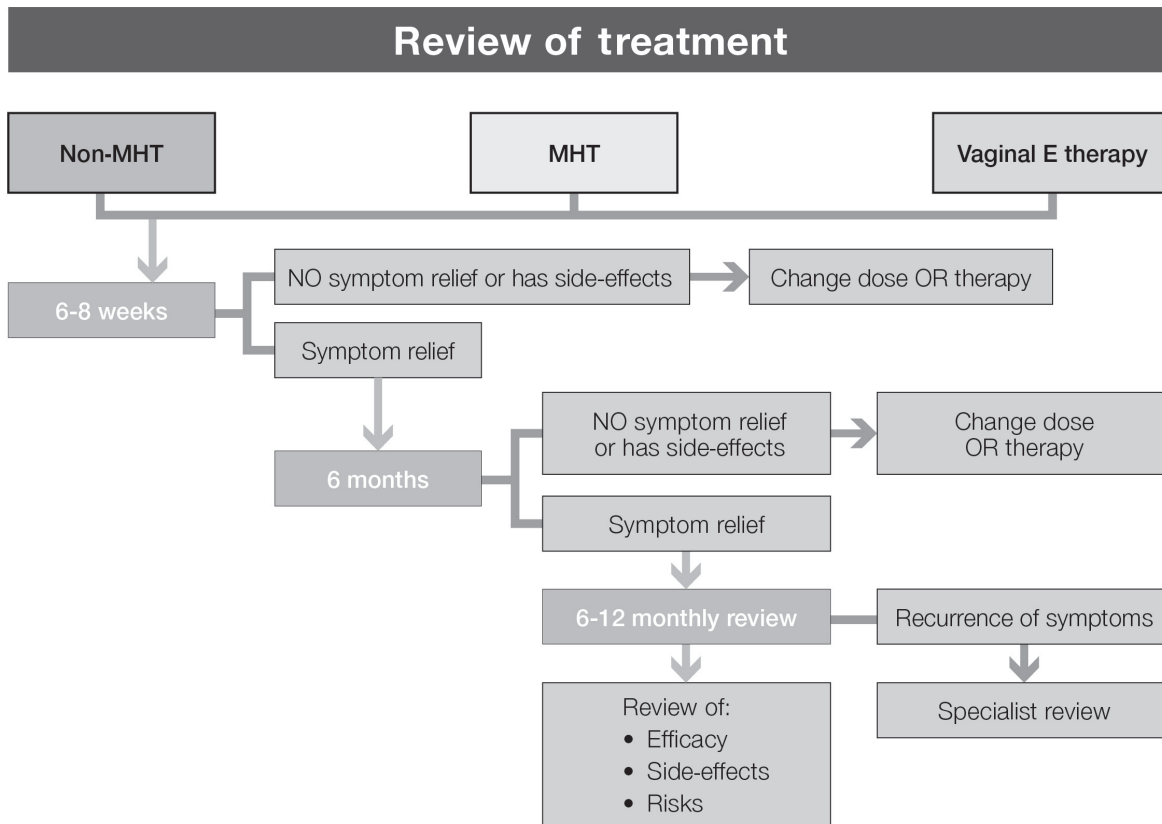 Review of treatment
Non-MHT
MHT
Vaginal E therapy
NO symptom relief or has side-effects
Change dose OR therapy
6-8 weeks
Symptom relief
NO symptom relief
or has side-effects
Change dose
OR therapy
6 months
Symptom relief
6-12 monthly review
Recurrence of symptoms
Review of:
• Efficacy
• Side-effects
• Risks
Specialist review